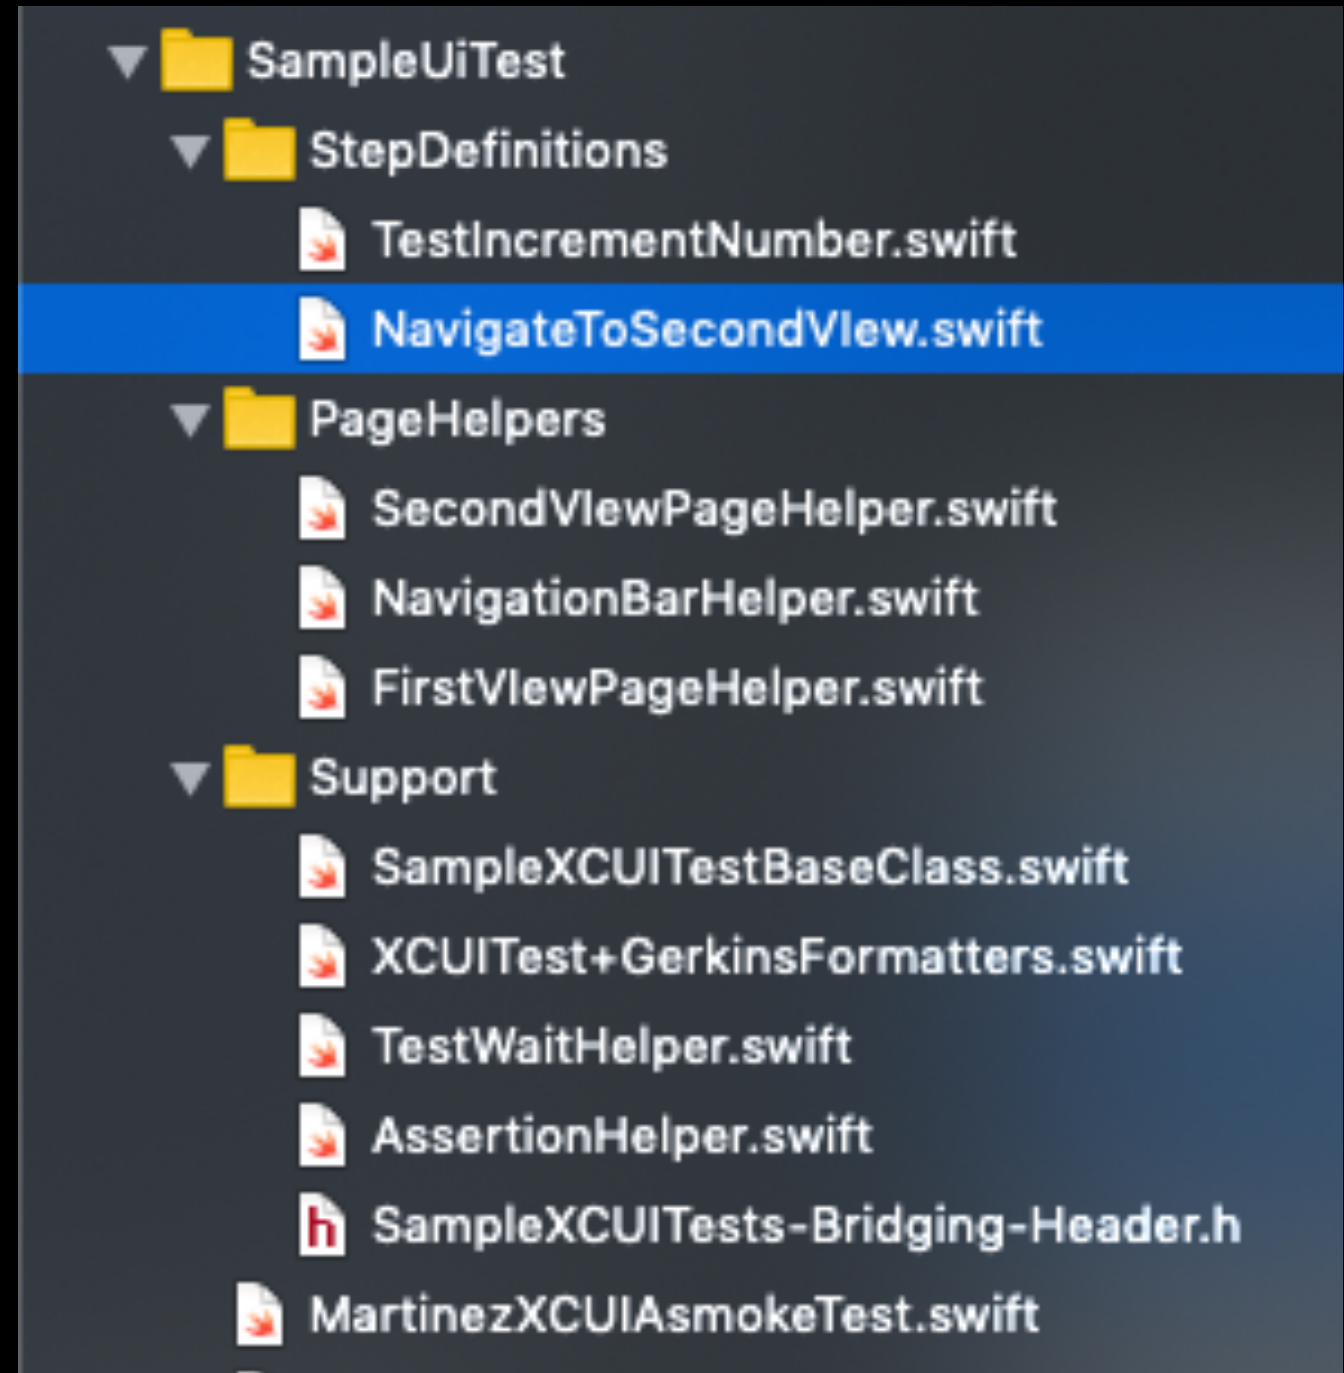 SampleUiTest
StepDefinitions
TestIncrementNumber.swift
NavigateToSecondVIew.swift
PageHelpers
SecondVIewPageHelper.swift
NavigationBarHelper.swift
FirstVIewPageHelper.swift
Support
SampleXCUITestBaseClass.swift
XCUITest+GerkinsFormatters.swift
TestWaitHelper.swift
AssertionHelper.swift
h SampleXCUITests-Bridging-Header.h
MartinezXCUIAsmokeTest.swift